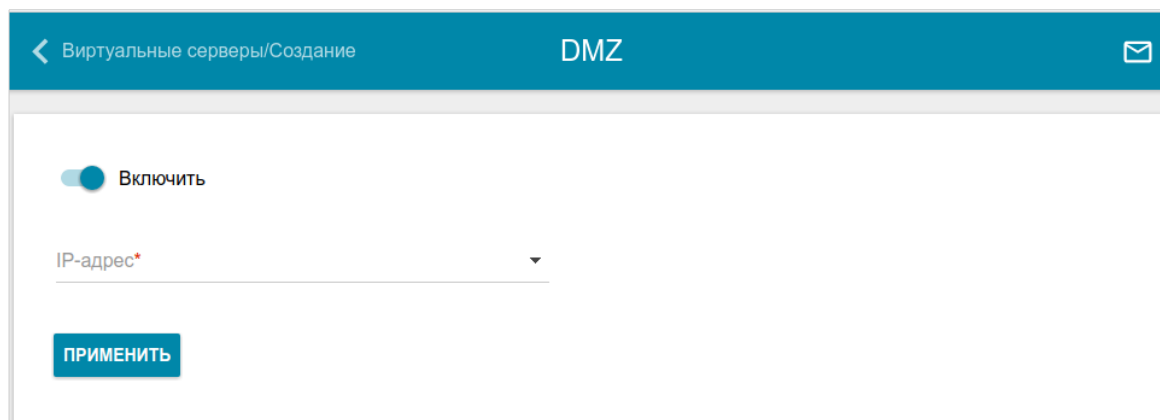 Виртуальные серверы/Создание
DMZ
Включить
IP-адрес*
ПРИМЕНИТЬ